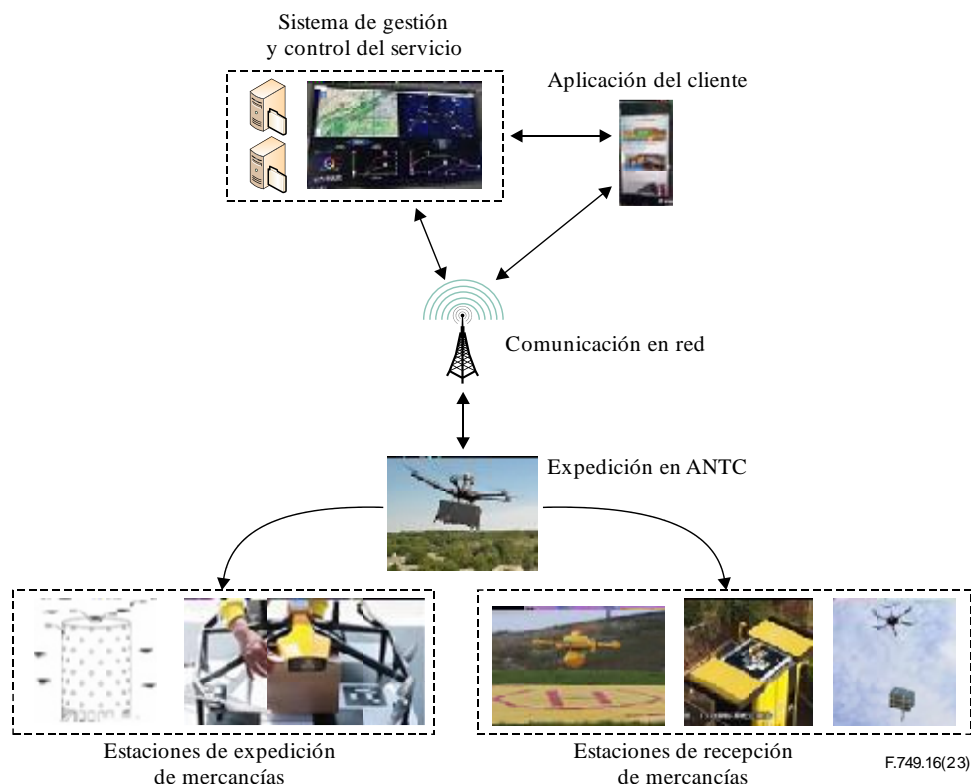 Sistema de gestión
y control del servicio
Aplicación del cliente
Comunicación en red
Expedición en ANTC
Estaciones de expedición
de mercancías
Estaciones de recepción
de mercancías
F.749.16(23)